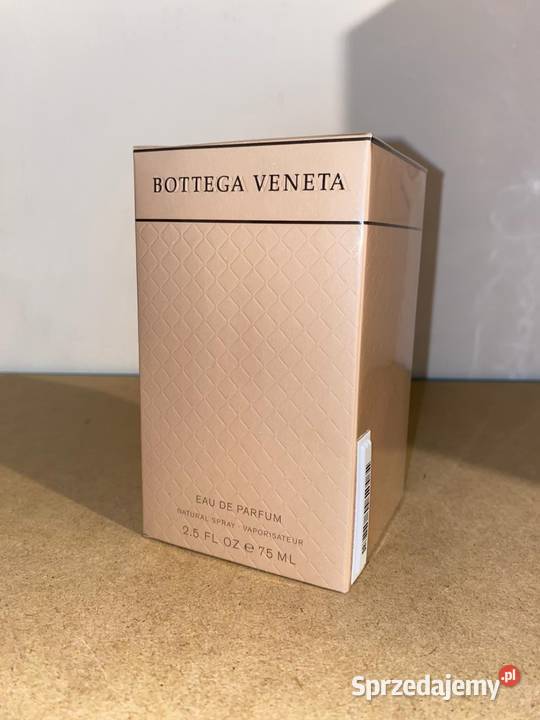 BOTTEGA VENETA
EAU DE PARFUM
NATURAL SPRAY · VAPORISATEUR
2.5 FL OZ e 75 ML
Sprzedajemy.pl